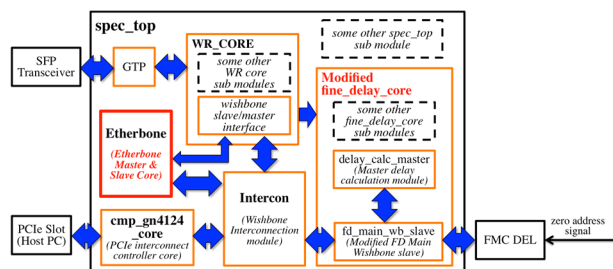 spec_top
some other spec_top
sub module
WR_CORE
some other
WR core
sub modules
wishbone
slave/master
interface
SFP
Transceiver
GTP
Modified
fine_delay_core
some other
fine_delay_core
sub modules
Etherbone
(Etherbone
Master &
Slave Core)
delay_calc_master
(Master delay
calculation module)
Intercon
(Wishbone
Interconnection
module)
PCIe Slot
(Host PC)
cmp_gn4124
_core
(PCIe interconnect
controller core)
fd_main_wb_slave
(Modified FD Main
Wishbone slave)
FMC DEL
zero address
signal